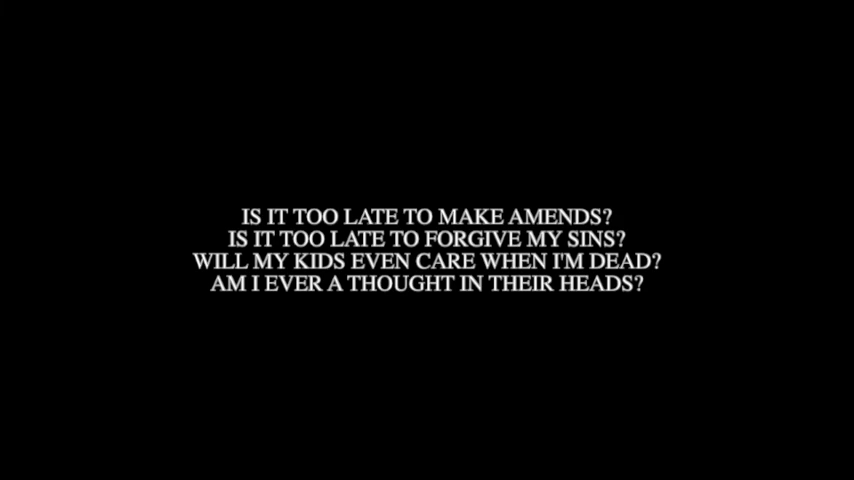 IS IT TOO LATE TO MAKE AMENDS?
IS IT TOO LATE TO FORGIVE MY SINS?
WILL MY KIDS EVEN CARE WHEN I'M DEAD?
AM I EVER A THOUGHT IN THEIR HEADS?